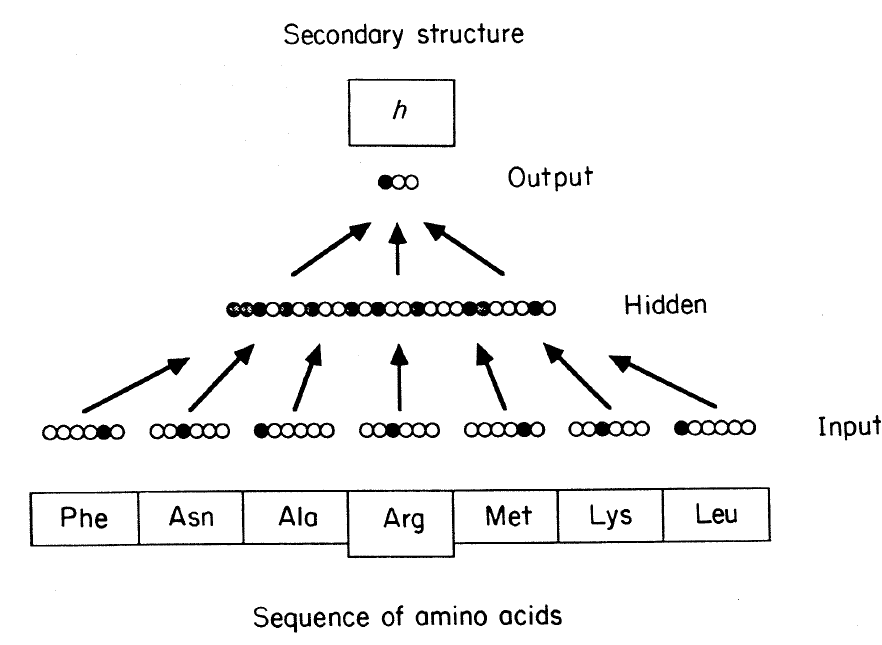 Secondary structure
h
Output
Hidden
Input
Phe Asn Ala Arg Met Lys Leu
Sequence of amino acids